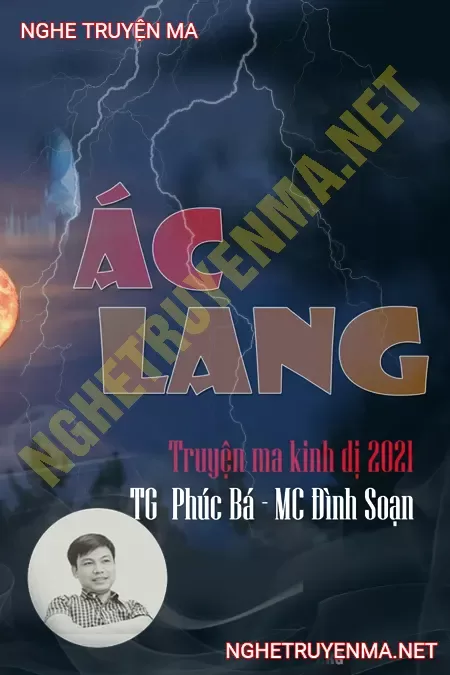 NGHE TRUYỆN MA
NGHETRUYENMA.NET
ÁC
LANG
Truyện ma kinh dị 2021
TG Phúc Bá - MC Đình Soạn
NGHETRUYENMA.NET